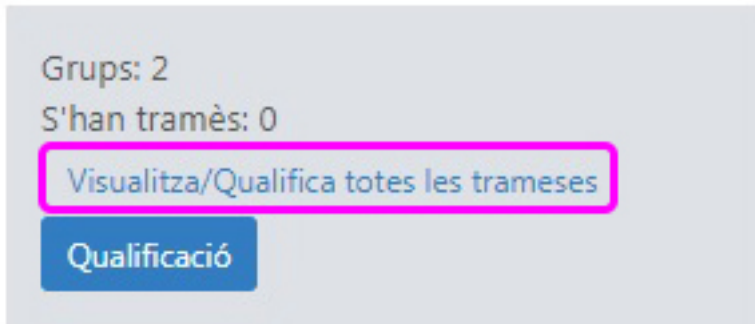 Grups: 2
S'han tramès: 0
Visualitza/Qualifica totes les trameses
Qualificació